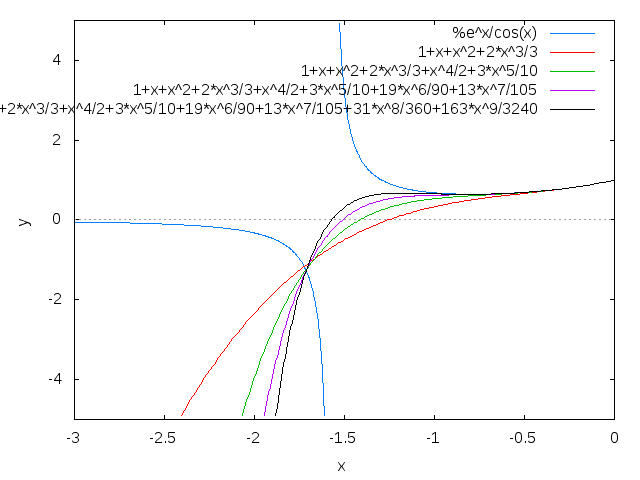 %e^x/cos(x)
1+x+x^2+2*x^3/3
1+x+x^2+2*x^3/3+x^4/2+3*x^5/10
1+x+x^2+2*x^3/3+x^4/2+3*x^5/10+19*x^6/90+13*x^7/105
+2*x^3/3+x^4/2+3*x^5/10+19*x^6/90+13*x^7/105+31*x^8/360+163*x^9/3240
4
2
0
-2
-4
y
-3 -2.5 -2 -1.5 -1 -0.5 0
x